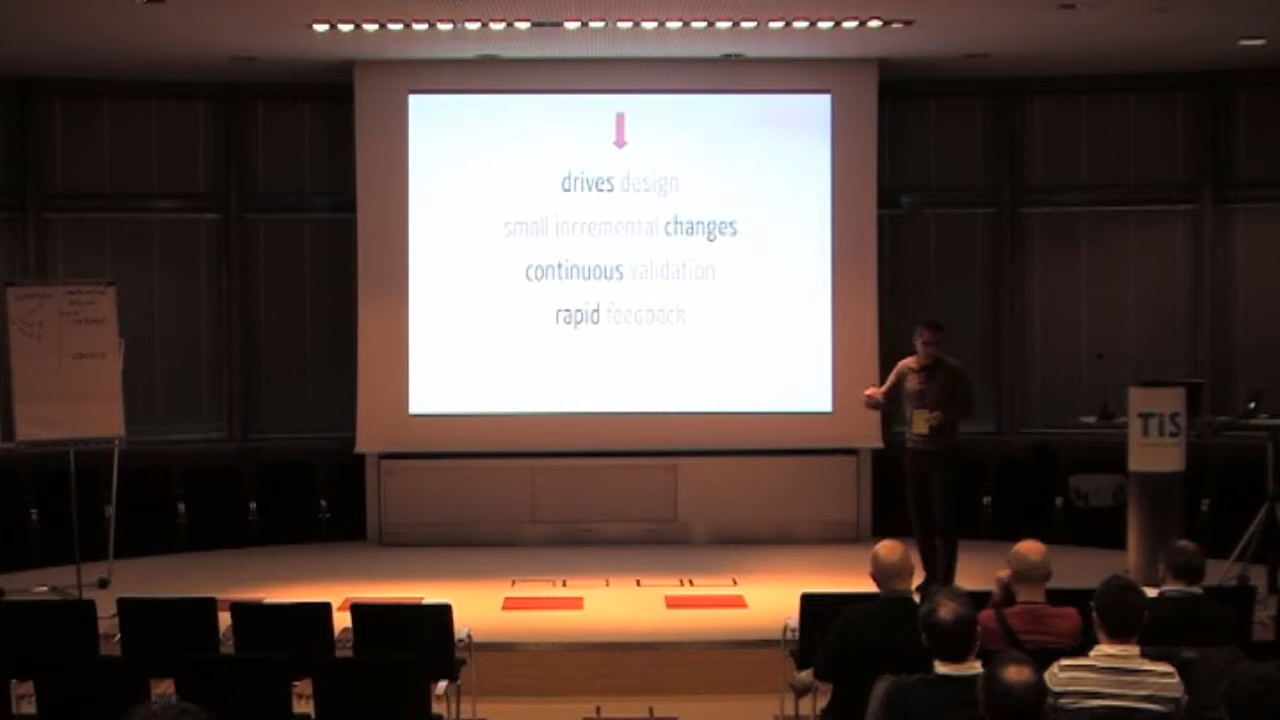 drives design
small incremental changes
continuous validation
rapid feedback
TiS